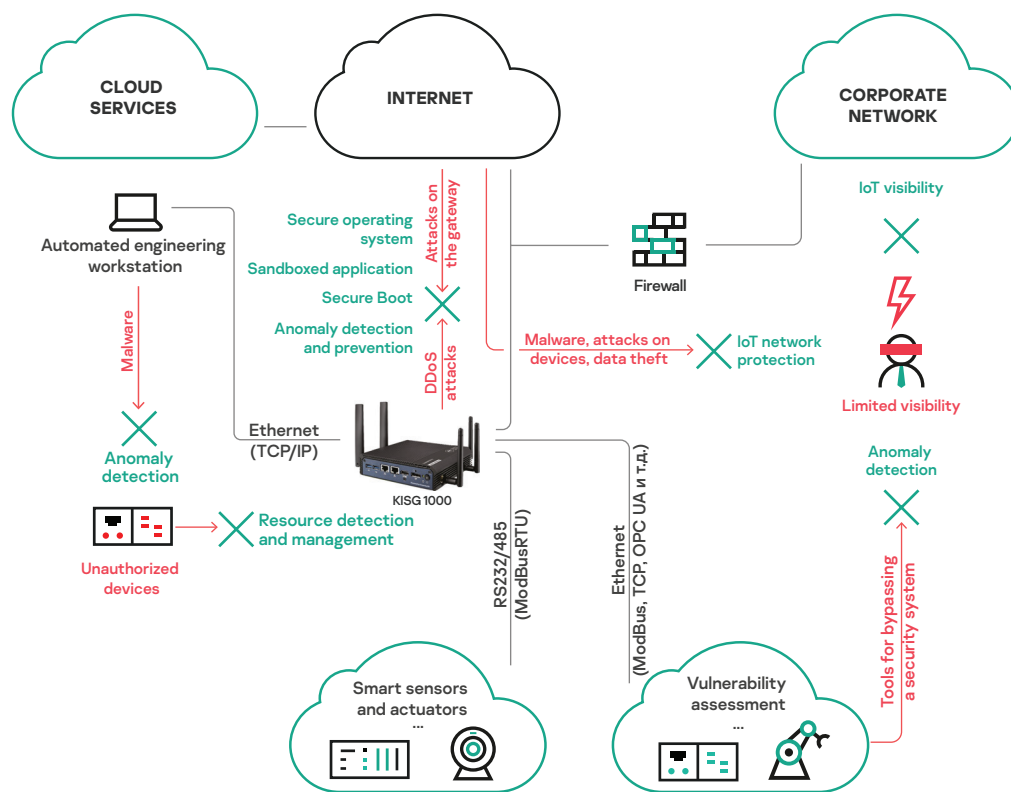 CLOUD
SERVICES
INTERNET
CORPORATE
NETWORK
IoT visibility
Automated engineering
workstation
Secure operating
system
Sandboxed application
Secure Boot
Anomaly detection
and prevention
Attacks on
the gateway
DDoS
attacks
Firewall
Malware, attacks on
devices, data theft
IoT network
protection
Limited visibility
Malware
Anomaly
detection
Ethernet
(TCP/IP)
KISG 1000
Anomaly
detection
Unauthorized
devices
Resource detection
and management
RS232/485
(ModBusRTU)
Ethernet
(ModBus, TCP, OPC UA и т.д.)
Tools for bypassing
a security system
Smart sensors
and actuators
...
Vulnerability
assessment
...